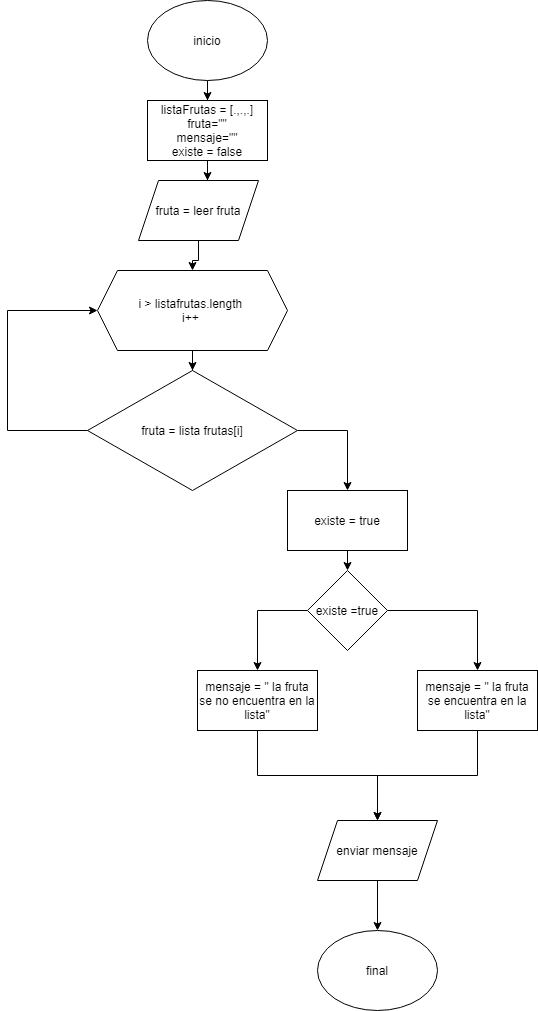 inicio
listaFrutas = [.,.,.]
fruta=""
mensaje=""
existe = false
fruta = leer fruta
i > listafrutas.length
i++
fruta = lista frutas[i]
existe = true
existe =true
mensaje = " la fruta
se no encuentra en la
lista"
mensaje = " la fruta
se encuentra en la
lista"
enviar mensaje
final